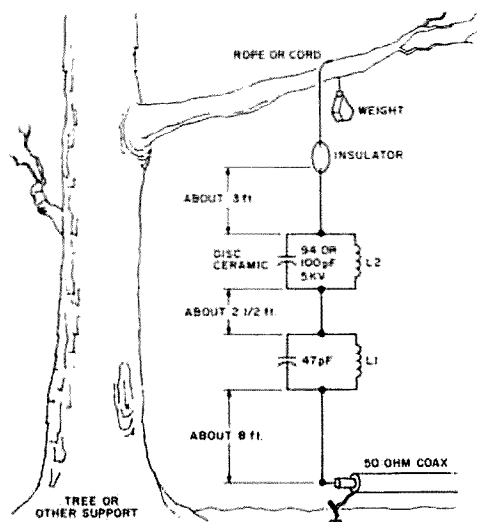 ROPE OR CORD
WEIGHT
INSULATOR
ABOUT 3 ft
DISC
CERAMIC
94 OR
100pF
5KV
L2
ABOUT 2 1/2 ft.
47pF
L1
ABOUT 8 ft.
50 OHM COAX
TREE OR
OTHER SUPPORT